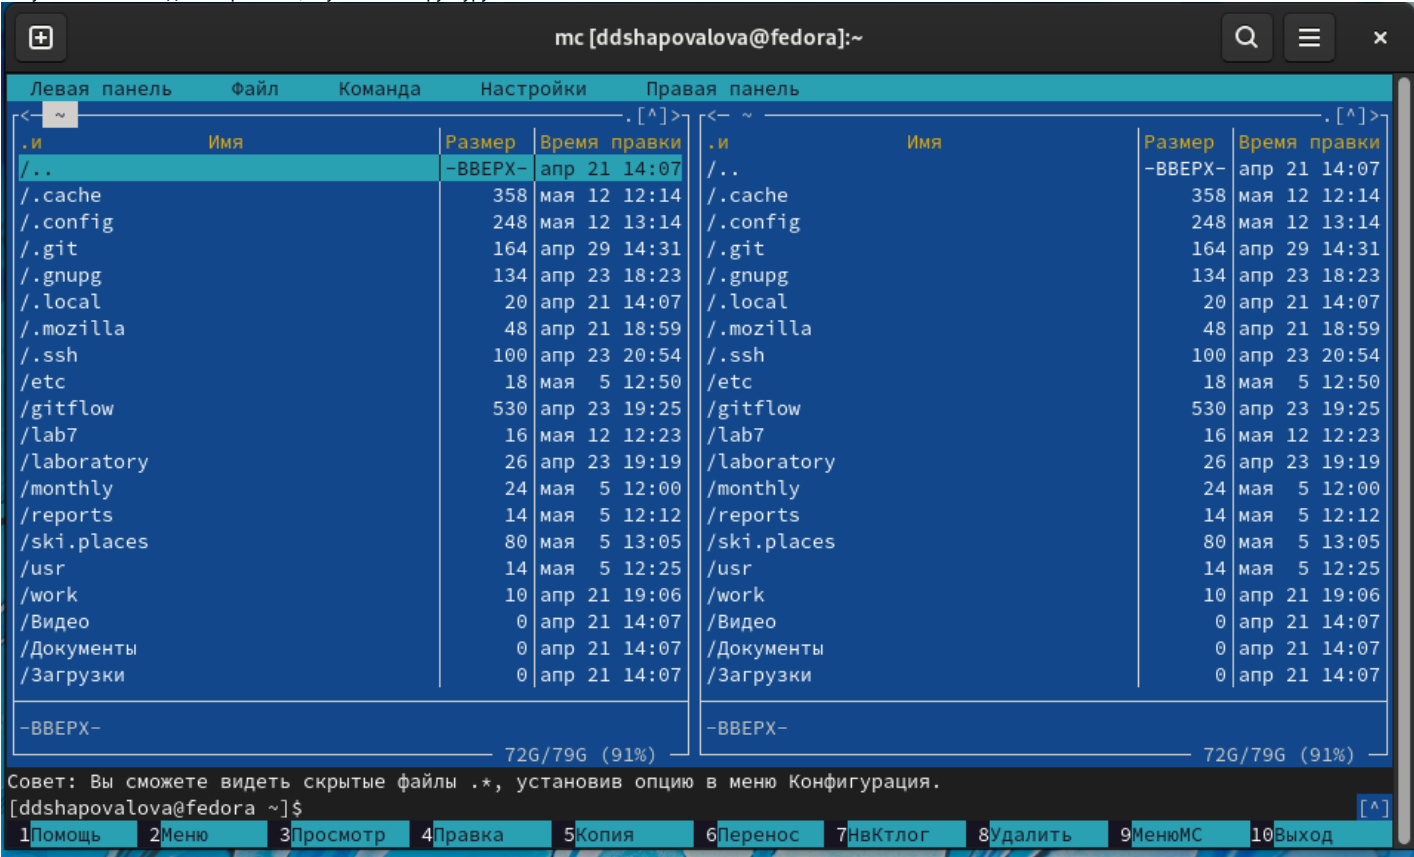 mc [ddshapovalova@fedora]:~
Левая панель Файл Команда Настройки Правая панель
<— ~ .[^]> <— ~ .[^]>
.и Имя Размер Время правки .и Имя Размер Время правки
/.. -ВВЕРХ- апр 21 14:07 /.. -ВВЕРХ- апр 21 14:07
/.cache 358 мая 12 12:14 /.cache 358 мая 12 12:14
/.config 248 мая 12 13:14 /.config 248 мая 12 13:14
/.git 164 апр 29 14:31 /.git 164 апр 29 14:31
/.gnupg 134 апр 23 18:23 /.gnupg 134 апр 23 18:23
/.local 20 апр 21 14:07 /.local 20 апр 21 14:07
/.mozilla 48 апр 21 18:59 /.mozilla 48 апр 21 18:59
/.ssh 100 апр 23 20:54 /.ssh 100 апр 23 20:54
/etc 18 мая 5 12:50 /etc 18 мая 5 12:50
/gitflow 530 апр 23 19:25 /gitflow 530 апр 23 19:25
/lab7 16 мая 12 12:23 /lab7 16 мая 12 12:23
/laboratory 26 апр 23 19:19 /laboratory 26 апр 23 19:19
/monthly 24 мая 5 12:00 /monthly 24 мая 5 12:00
/reports 14 мая 5 12:12 /reports 14 мая 5 12:12
/ski.places 80 мая 5 13:05 /ski.places 80 мая 5 13:05
/usr 14 мая 5 12:25 /usr 14 мая 5 12:25
/work 10 апр 21 19:06 /work 10 апр 21 19:06
/Видео 0 апр 21 14:07 /Видео 0 апр 21 14:07
/Документы 0 апр 21 14:07 /Документы 0 апр 21 14:07
/Загрузки 0 апр 21 14:07 /Загрузки 0 апр 21 14:07
-ВВЕРХ- -ВВЕРХ-
72G/79G (91%) 72G/79G (91%)
Совет: Вы сможете видеть скрытые файлы .*, установив опцию в меню Конфигурация.
[ddshapovalova@fedora ~]$ [^]
1Помощь 2Меню 3Просмотр 4Правка 5Копия 6Перенос 7НвКтлог 8Удалить 9МенюМС 10Выход